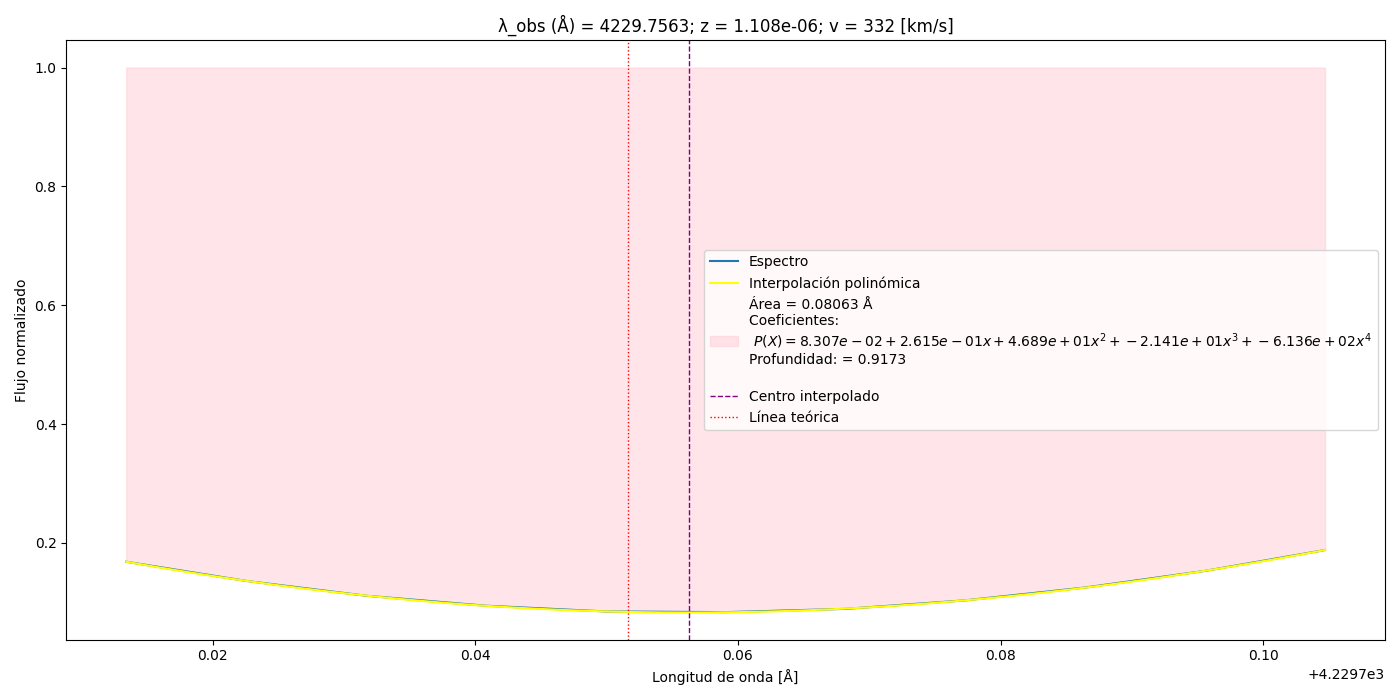 λ_obs (Å) = 4229.7563; z = 1.108e-06; v = 332 [km/s]
1.0
0.8
0.6
0.4
0.2
Flujo normalizado
Espectro
Interpolación polinómica
Área = 0.08063 Å
Coeficientes:
P(X) = 8.307e − 02 + 2.615e − 01x + 4.689e + 01x² + −2.141e + 01x³ + −6.136e + 02x⁴
Profundidad: = 0.9173
Centro interpolado
Línea teórica
0.02
0.04
0.06
0.08
0.10
+4.2297e3
Longitud de onda [Å]